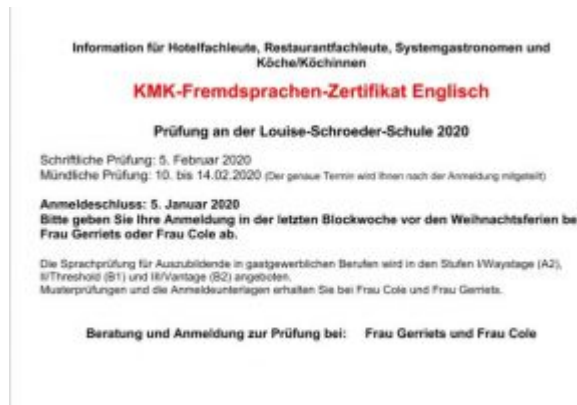 Information für Hotelfachleute, Restaurantfachleute, Systemgastronomen und
Köche/Köchinnen
KMK-Fremdsprachen-Zertifikat Englisch
Prüfung an der Louise-Schroeder-Schule 2020
Schriftliche Prüfung: 5. Februar 2020
Mündliche Prüfung: 10. bis 14.02.2020 (Der genaue Termin wird Ihnen nach der Anmeldung mitgeteilt)
Anmeldeschluss: 5. Januar 2020
Bitte geben Sie Ihre Anmeldung in der letzten Blockwoche vor den Weihnachtsferien be
Frau Gerriets oder Frau Cole ab.
Die Sprachprüfung für Auszubildende in gastgewerblichen Berufen wird in den Stufen I/Waystage (A2),
II/Threshold (B1) und III/Vantage (B2) angeboten.
Musterprüfungen und die Anmeldeunterlagen erhalten Sie bei Frau Cole und Frau Gerriets.
Beratung und Anmeldung zur Prüfung bei: Frau Gerriets und Frau Cole